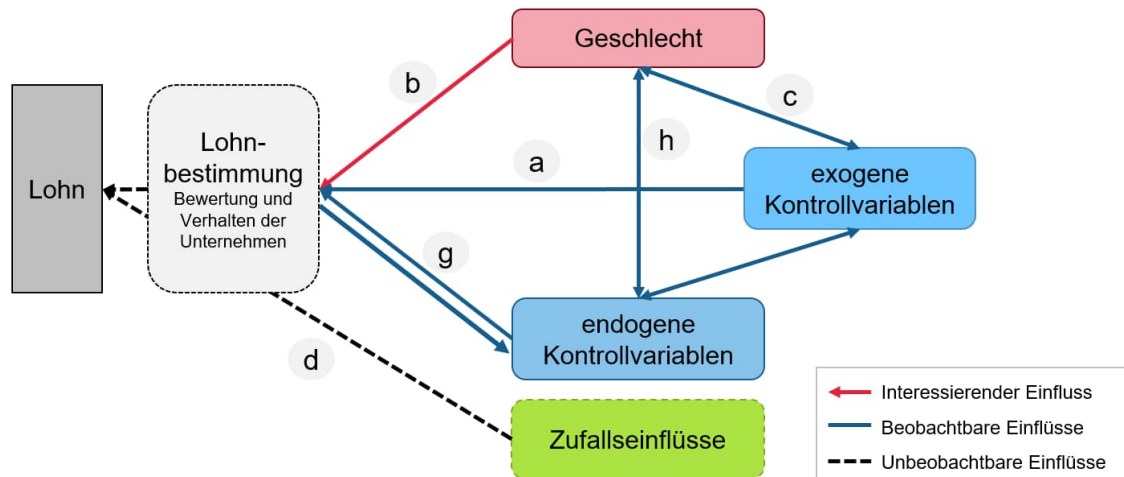 Geschlecht
b
c
Lohn-
bestimmung
Bewertung und
Verhalten der
Unternehmen
h
a
Lohn
exogene
Kontrollvariablen
g
endogene
Kontrollvariablen
d
Zufallseinflüsse
Interessierender Einfluss
Beobachtbare Einflüsse
Unbeobachtbare Einflüsse